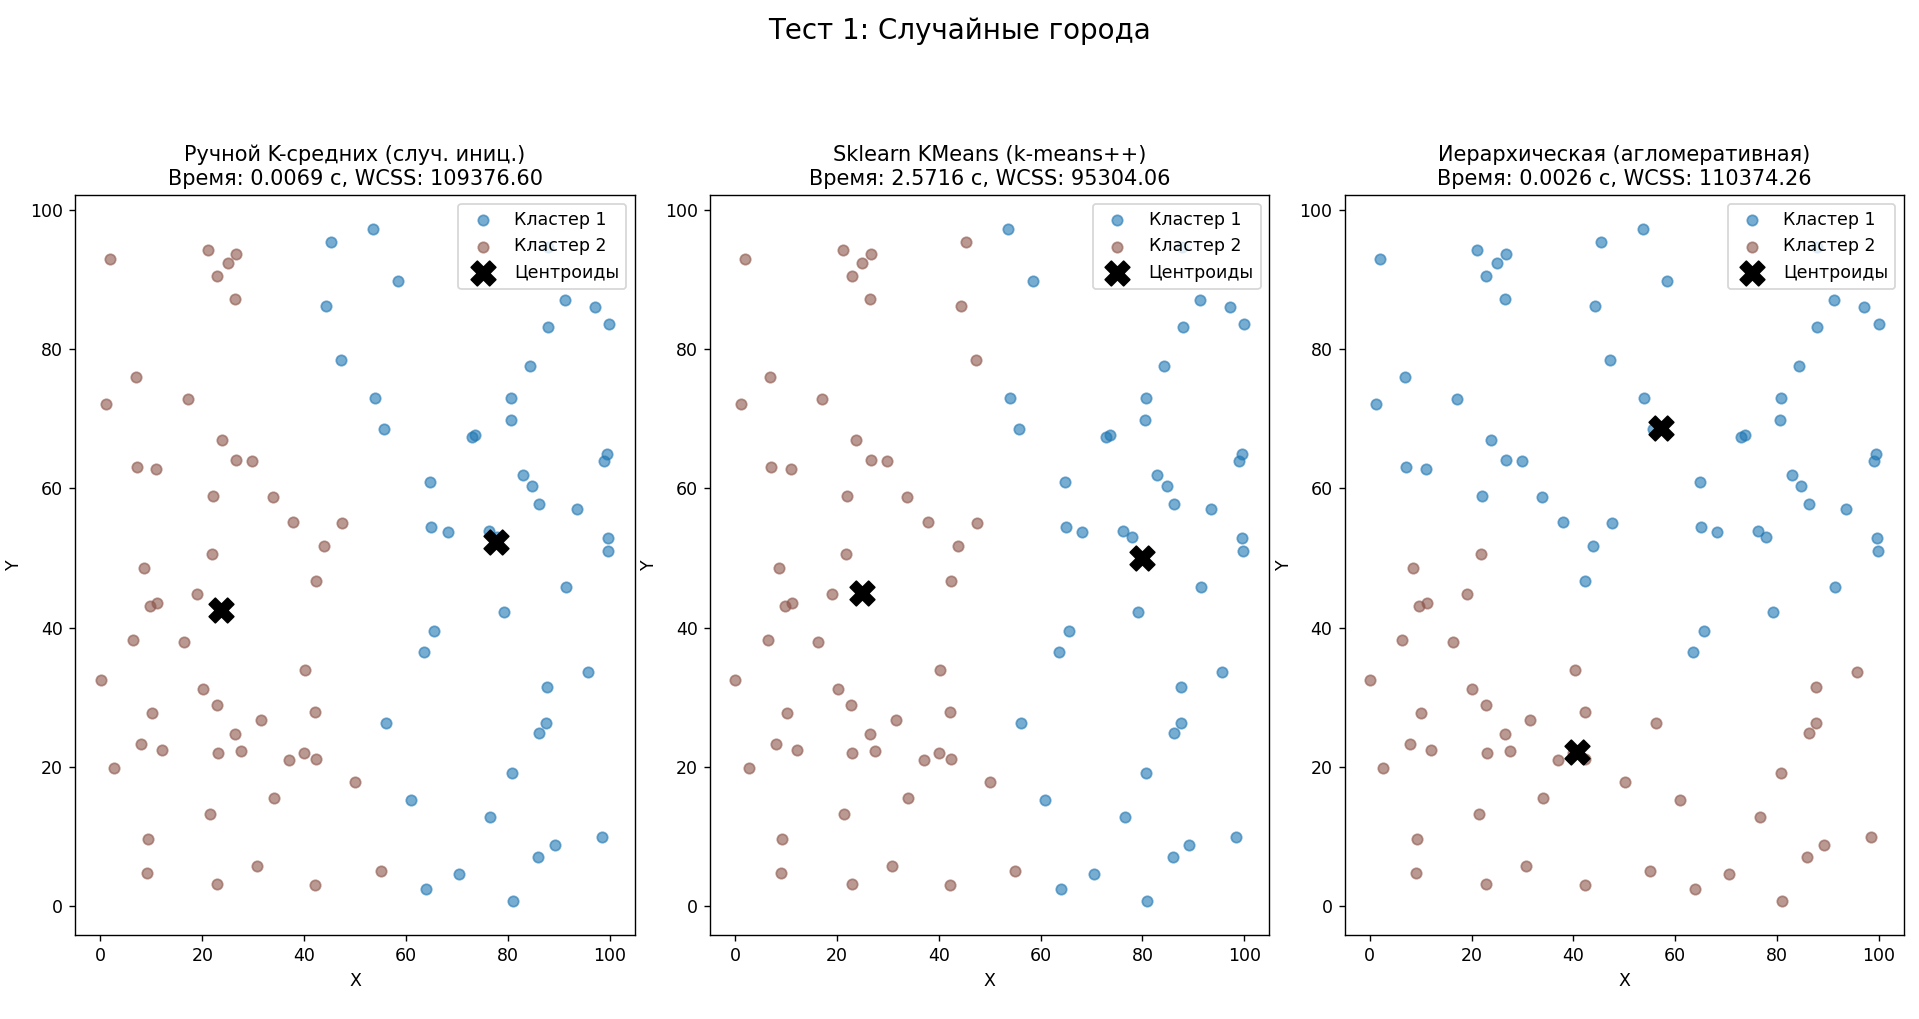 Тест 1: Случайные города
Ручной K-средних (случ. иниц.)
Время: 0.0069 с, WCSS: 109376.60
Кластер 1
Кластер 2
Центроиды
100
80
60
40
20
0
Y
0 20 40 60 80 100
X
Sklearn KMeans (k-means++)
Время: 2.5716 с, WCSS: 95304.06
Кластер 1
Кластер 2
Центроиды
100
80
60
40
20
0
Y
0 20 40 60 80 100
X
Иерархическая (агломеративная)
Время: 0.0026 с, WCSS: 110374.26
Кластер 1
Кластер 2
Центроиды
100
80
60
40
20
0
Y
0 20 40 60 80 100
X